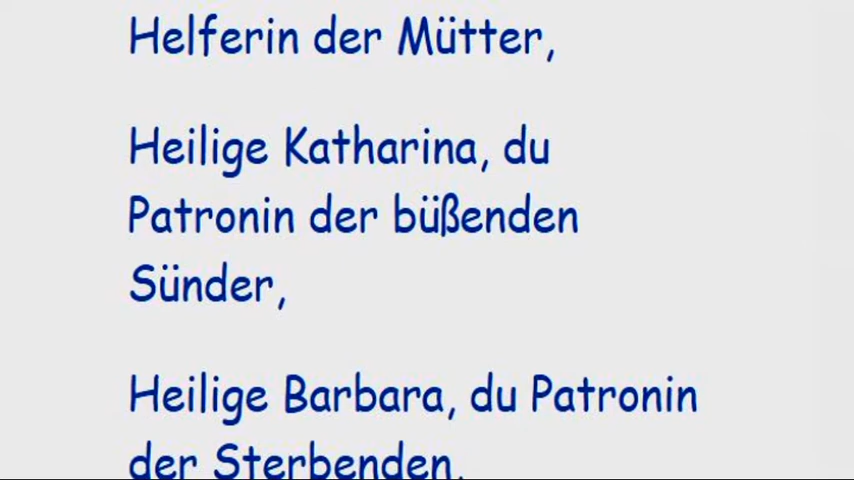 Helferin der Mütter,
Heilige Katharina, du
Patronin der büßenden
Sünder,
Heilige Barbara, du Patronin
der Sterbenden,